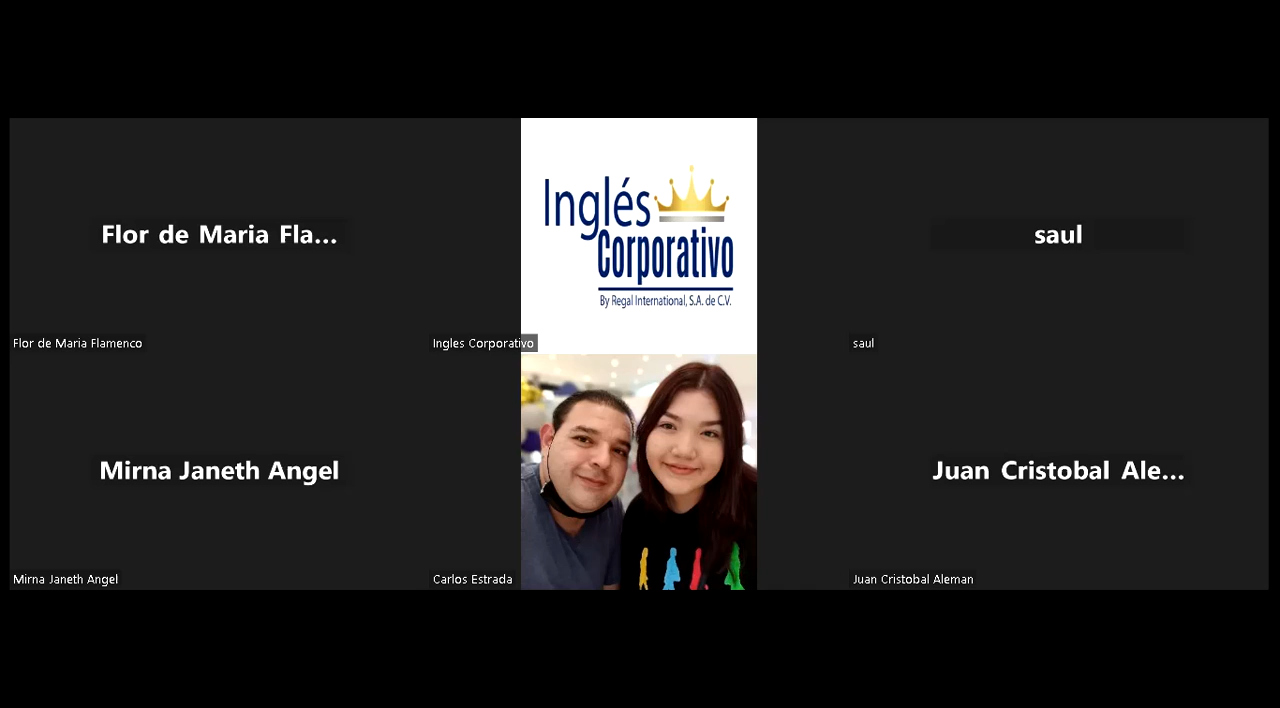 Flor de Maria Fla...
Inglés
Corporativo
By Regal International, S.A. de C.V.
saul
Flor de Maria Flamenco
Ingles Corporativo
saul
Mirna Janeth Angel
Juan Cristobal Ale...
Mirna Janeth Angel
Carlos Estrada
Juan Cristobal Aleman